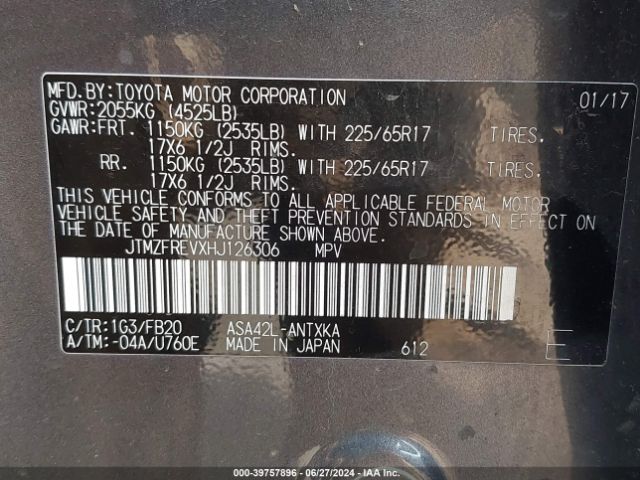 MFD.BY:TOYOTA MOTOR CORPORATION 01/17
GVWR:2055KG (4525LB)
GAWR:FRT. 1150KG (2535LB) WITH 225/65R17 TIRES.
17X6 1/2J RIMS.
RR. 1150KG (2535LB) WITH 225/65R17 TIRES.
17X6 1/2J RIMS.
THIS VEHICLE CONFORMS TO ALL APPLICABLE FEDERAL MOTOR
VEHICLE SAFETY AND THEFT PREVENTION STANDARDS IN EFFECT ON
THE DATE OF MANUFACTURE SHOWN ABOVE.
JTMZFREVXHJ126306 MPV
C/TR:1G3/FB20 ASA42L-ANTXKA
A/TM:-04A/U760E MADE IN JAPAN 612 E
000-39757896 - 06/27/2024 - IAA Inc.